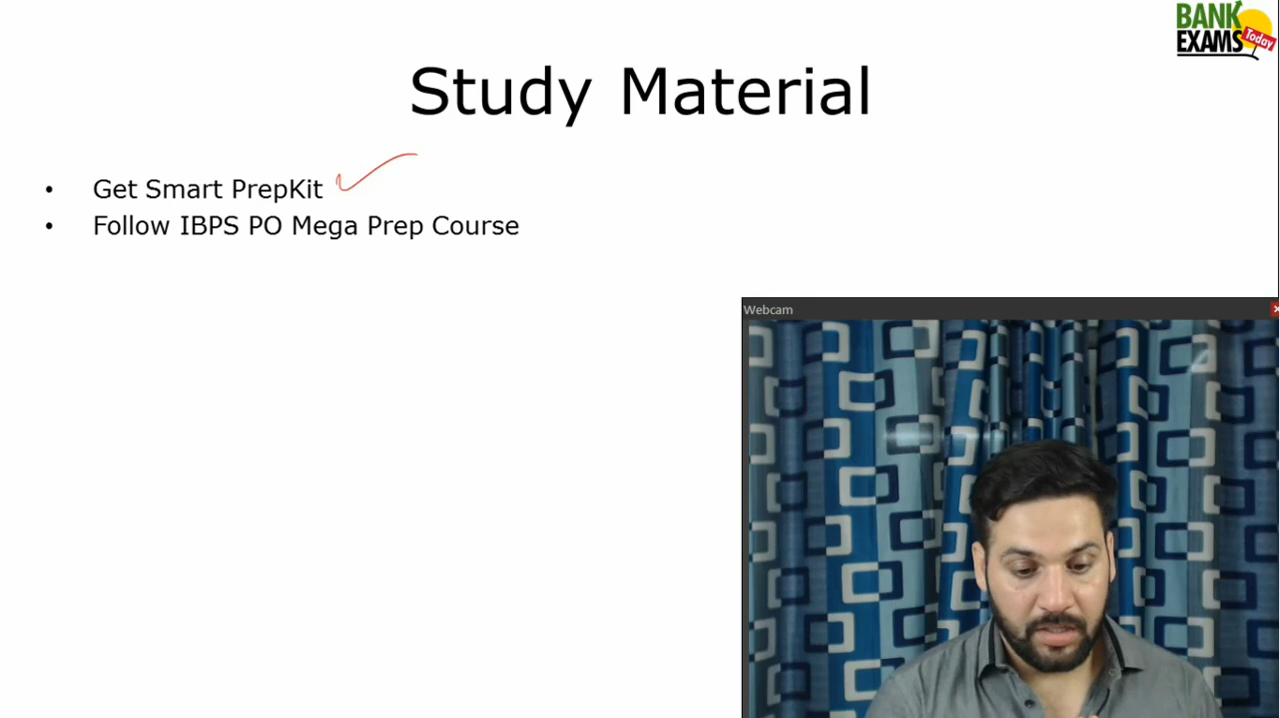 BANK
EXAMS Today
Study Material
• Get Smart PrepKit
• Follow IBPS PO Mega Prep Course
Webcam